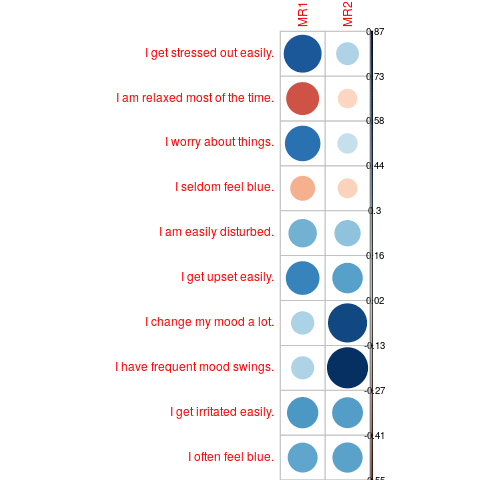 MR1 MR2
0.87
I get stressed out easily.
0.73
I am relaxed most of the time.
0.58
I worry about things.
0.44
I seldom feel blue.
0.3
I am easily disturbed.
0.16
I get upset easily.
0.02
I change my mood a lot.
-0.13
I have frequent mood swings.
-0.27
I get irritated easily.
-0.41
I often feel blue.